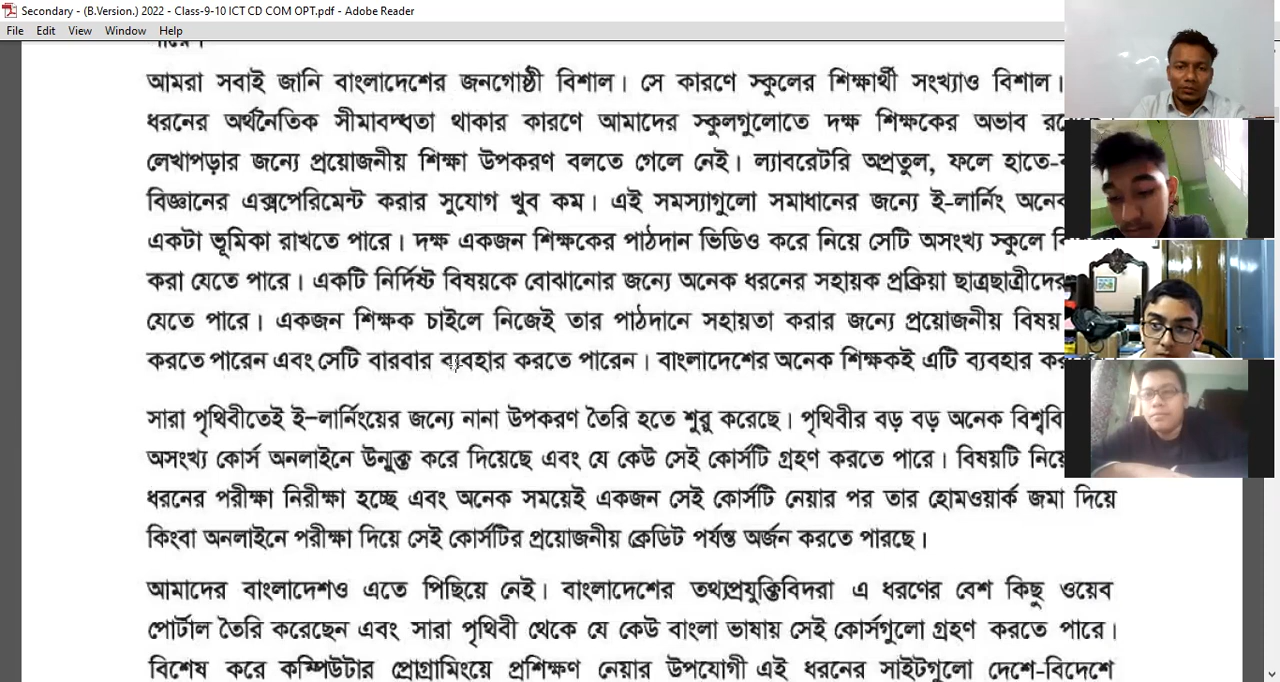 Secondary - (B.Version.) 2022 - Class-9-10 ICT CD COM OPT.pdf - Adobe Reader
File Edit View Window Help
আমরা সবাই জানি বাংলাদেশের জনগোষ্ঠী বিশাল। সে কারণে স্কুলের শিক্ষার্থী সংখ্যাও বিশাল।
ধরনের অর্থনৈতিক সীমাবদ্ধতা থাকার কারণে আমাদের স্কুলগুলোতে দক্ষ শিক্ষকের অভাব
লেখাপড়ার জন্যে প্রয়োজনীয় শিক্ষা উপকরণ বলতে গেলে নেই। ল্যাবরেটরি অপ্রতুল, ফলে হাতে-
বিজ্ঞানের এক্সপেরিমেন্ট করার সুযোগ খুব কম। এই সমস্যাগুলো সমাধানের জন্যে ই-লার্নিং
একটা ভূমিকা রাখতে পারে। দক্ষ একজন শিক্ষকের পাঠদান ভিডিও করে নিয়ে সেটি অসংখ্য স্কুলে
করা যেতে পারে। একটি নির্দিষ্ট বিষয়কে বোঝানোর জন্যে অনেক ধরনের সহায়ক প্রক্রিয়া ছাত্রছাত্রীদের
যেতে পারে। একজন শিক্ষক চাইলে নিজেই তার পাঠদানে সহায়তা করার জন্যে প্রয়োজনীয় বিষয়
করতে পারেন এবং সেটি বারবার ব্যবহার করতে পারেন। বাংলাদেশের অনেক শিক্ষকই এটি ব্যবহার
সারা পৃথিবীতেই ই-লার্নিংয়ের জন্যে নানা উপকরণ তৈরি হতে শুরু করেছে। পৃথিবীর বড় বড় অনেক
অসংখ্য কোর্স অনলাইনে উন্মুক্ত করে দিয়েছে এবং যে কেউ সেই কোর্সটি গ্রহণ করতে পারে। বিষয়টি
ধরনের পরীক্ষা নিরীক্ষা হচ্ছে এবং অনেক সময়েই একজন সেই কোর্সটি নেয়ার পর তার হোমওয়ার্ক জমা দিয়ে
কিংবা অনলাইনে পরীক্ষা দিয়ে সেই কোর্সটির প্রয়োজনীয় ক্রেডিট পর্যন্ত অর্জন করতে পারছে।
আমাদের বাংলাদেশও এতে পিছিয়ে নেই। বাংলাদেশের তথ্যপ্রযুক্তিবিদরা এ ধরণের বেশ কিছু ওয়েব
পোর্টাল তৈরি করেছেন এবং সারা পৃথিবী থেকে যে কেউ বাংলা ভাষায় সেই কোর্সগুলো গ্রহণ করতে পারে।
বিশেষ করে কম্পিউটার প্রোগ্রামিংয়ে প্রশিক্ষণ নেয়ার উপযোগী এই ধরনের সাইটগুলো দেশে-বিদেশে